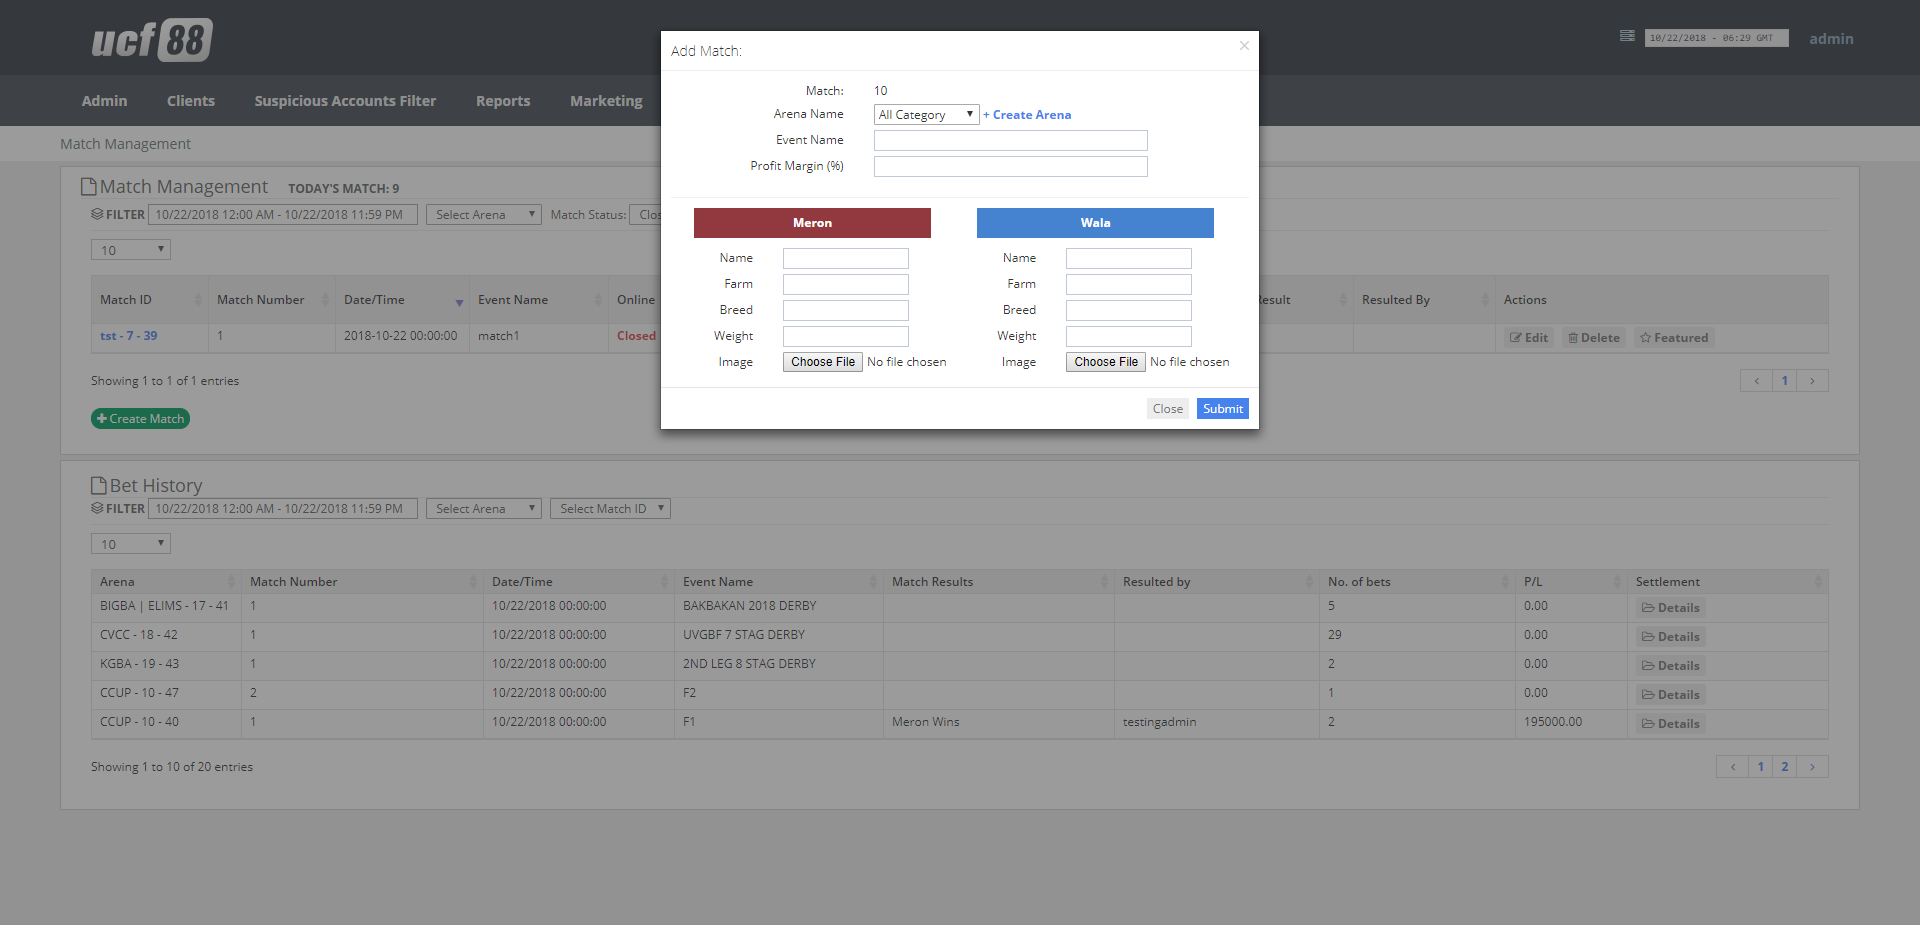 ucf 88
10/22/2018 - 06:29 GMT
admin
Admin Clients Suspicious Accounts Filter Reports Marketing
Match Management
Match Management TODAY'S MATCH: 9
FILTER 10/22/2018 12:00 AM - 10/22/2018 11:59 PM Select Arena Match Status: Clos
10
Match ID Match Number Date/Time Event Name Online Result Resulted By Actions
tst - 7 - 39 1 2018-10-22 00:00:00 match1 Closed Edit Delete Featured
Showing 1 to 1 of 1 entries
< 1 >
+ Create Match
Add Match: ×
Match: 10
Arena Name All Category + Create Arena
Event Name
Profit Margin (%)
Meron Wala
Name Name
Farm Farm
Breed Breed
Weight Weight
Image Choose File No file chosen Image Choose File No file chosen
Close Submit
Bet History
FILTER 10/22/2018 12:00 AM - 10/22/2018 11:59 PM Select Arena Select Match ID
10
Arena Match Number Date/Time Event Name Match Results Resulted by No. of bets P/L Settlement
BIGBA | ELIMS - 17 - 41 1 10/22/2018 00:00:00 BAKBAKAN 2018 DERBY 5 0.00 Details
CVCC - 18 - 42 1 10/22/2018 00:00:00 UVGBF 7 STAG DERBY 29 0.00 Details
KGBA - 19 - 43 1 10/22/2018 00:00:00 2ND LEG 8 STAG DERBY 2 0.00 Details
CCUP - 10 - 47 2 10/22/2018 00:00:00 F2 1 0.00 Details
CCUP - 10 - 40 1 10/22/2018 00:00:00 F1 Meron Wins testingadmin 2 195000.00 Details
Showing 1 to 10 of 20 entries
< 1 2 >